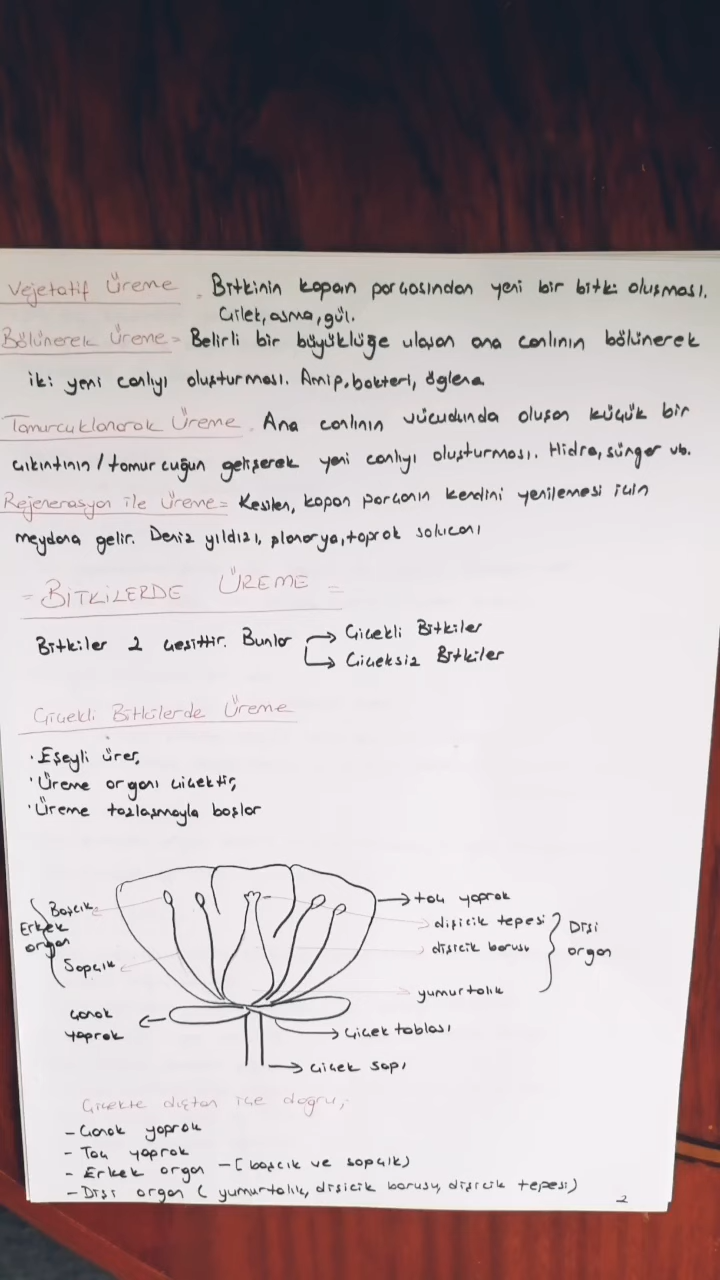 Vejetatif Üreme = Bitkinin kopan parçasından yeni bir bitki oluşması.
Çilek, asma, gül.
Bölünerek Üreme = Belirli bir büyüklüğe ulaşan ana canlının bölünerek
iki yeni canlıyı oluşturması. Amip, bakteri, öglena
Tomurcuklanarak Üreme = Ana canlının vücudunda oluşan küçük bir
çıkıntının / tomurcuğun gelişerek yeni canlıyı oluşturması. Hidra, sünger vb.
Rejenerasyon ile Üreme = Kesilen, kopan parçanın kendini yenilemesi için
meydana gelir. Deniz yıldızı, planarya, toprak solucanı
= BİTKİLERDE ÜREME =
Bitkiler 2 çeşittir. Bunlar → Çiçekli Bitkiler
→ Çiçeksiz Bitkiler
Çiçekli Bitkilerde Üreme
· Eşeyli ürer,
· Üreme organı çiçektir,
· Üreme tozlaşmayla başlar
Başçık
Erkek organ
Sapçık
Çanak yaprak
taç yaprak
dişicik tepesi
dişicik borusu
Dişi organ
yumurtalık
Çiçek tablası
Çiçek sapı
Çiçekte dıştan içe doğru;
- Çanak yaprak
- Taç yaprak
- Erkek organ - (başcık ve sapçık)
- Dişi organ (yumurtalık, dişicik borusu, dişicik tepesi)
2